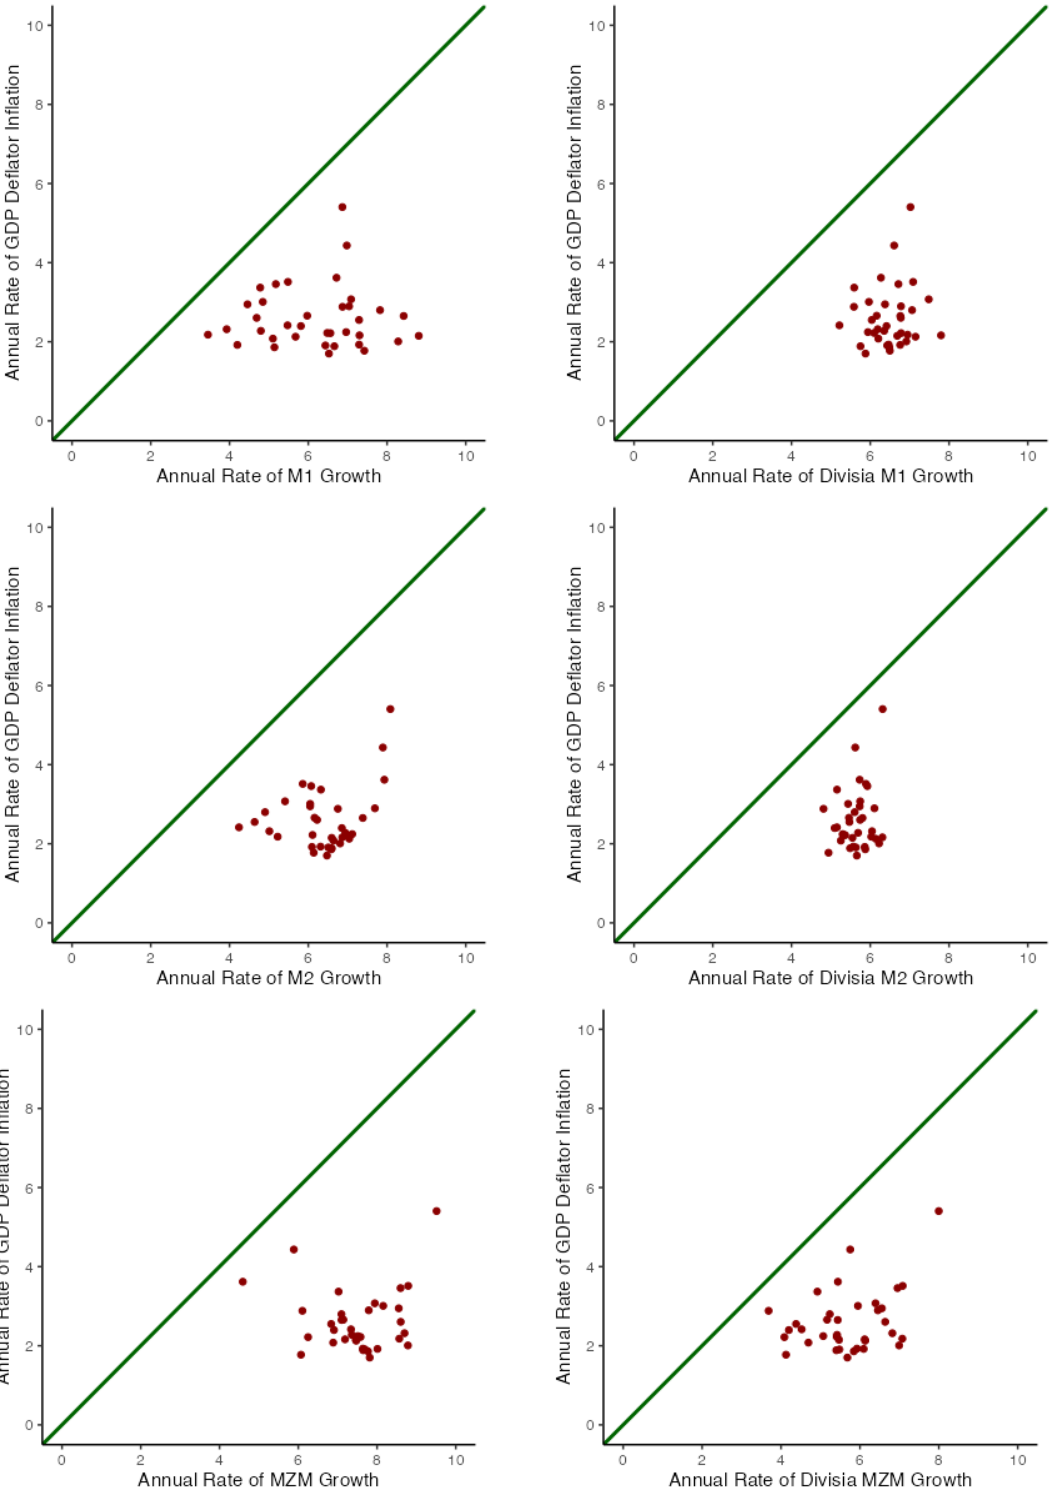 Annual Rate of GDP Deflator Inflation
10
8
6
4
2
0
0 2 4 6 8 10
Annual Rate of M1 Growth
Annual Rate of GDP Deflator Inflation
10
8
6
4
2
0
0 2 4 6 8 10
Annual Rate of Divisia M1 Growth
Annual Rate of GDP Deflator Inflation
10
8
6
4
2
0
0 2 4 6 8 10
Annual Rate of M2 Growth
Annual Rate of GDP Deflator Inflation
10
8
6
4
2
0
0 2 4 6 8 10
Annual Rate of Divisia M2 Growth
Annual Rate of GDP Deflator Inflation
10
8
6
4
2
0
0 2 4 6 8 10
Annual Rate of MZM Growth
Annual Rate of GDP Deflator Inflation
10
8
6
4
2
0
0 2 4 6 8 10
Annual Rate of Divisia MZM Growth